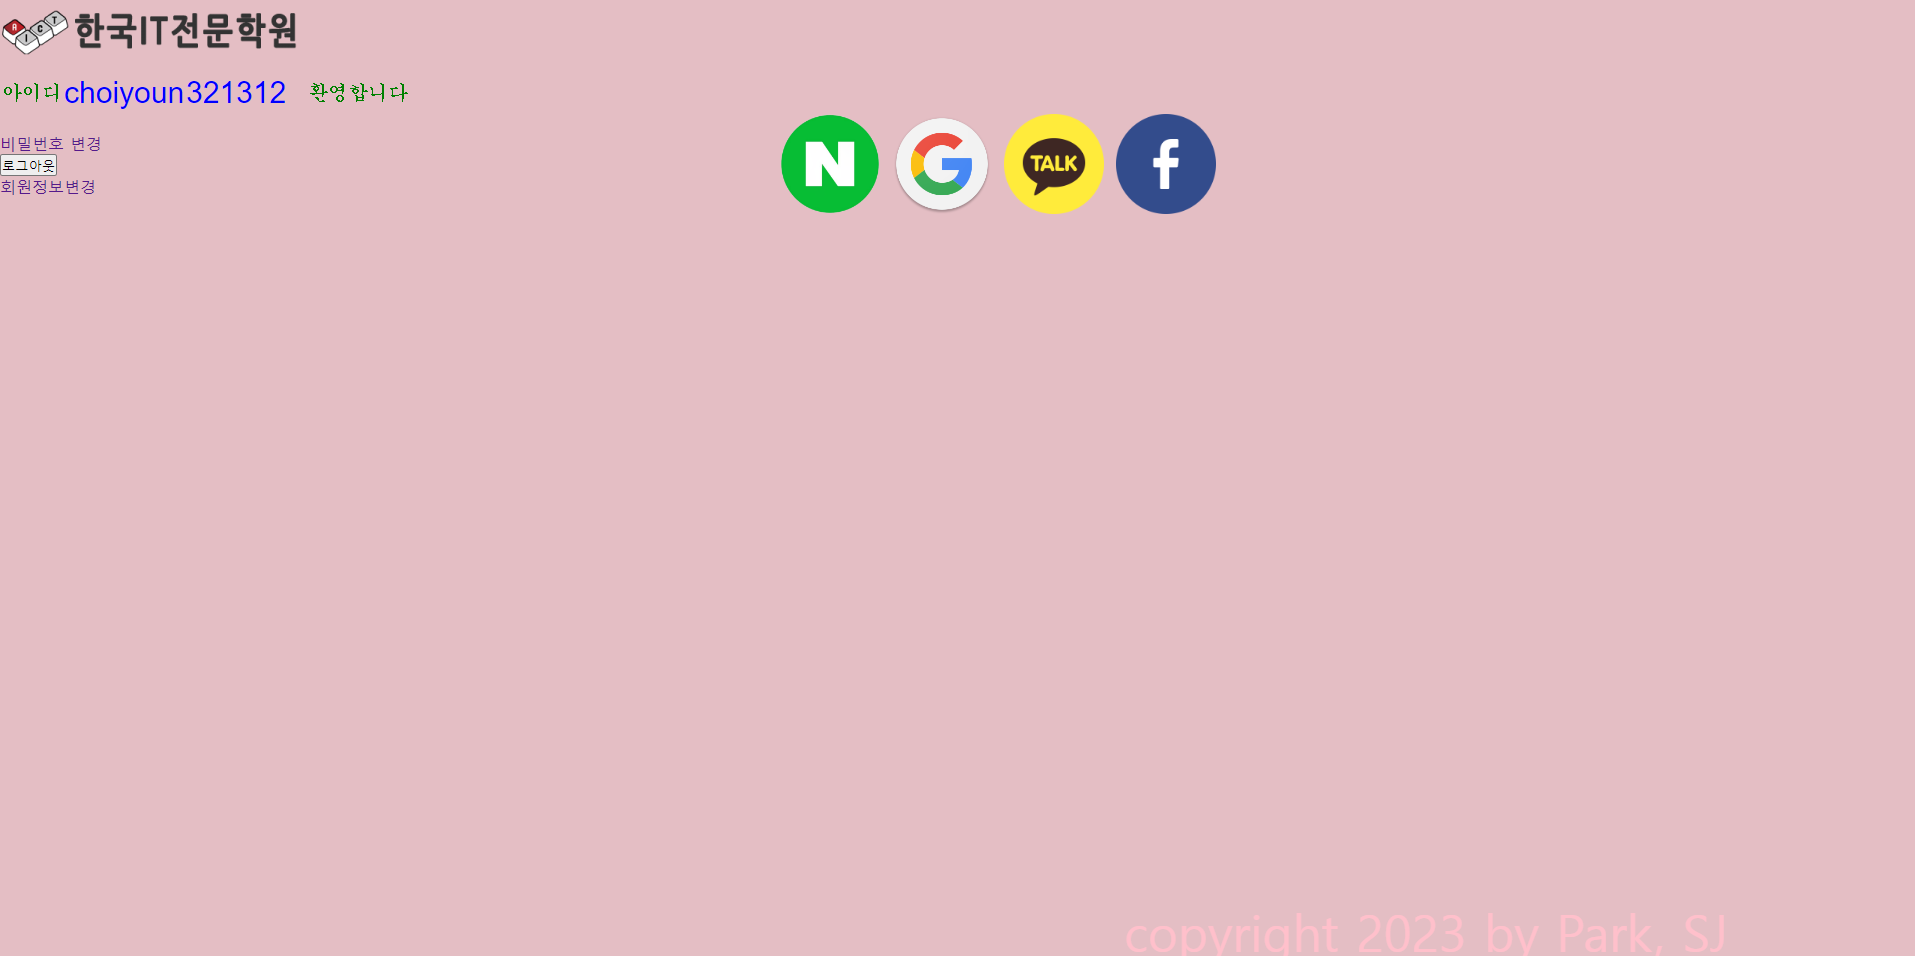 A I C T 한국IT전문학원
아이디 choiyoun321312 환영합니다
비밀번호 변경
로그아웃
회원정보변경
N G TALK f
copyright 2023 by Park, SJ